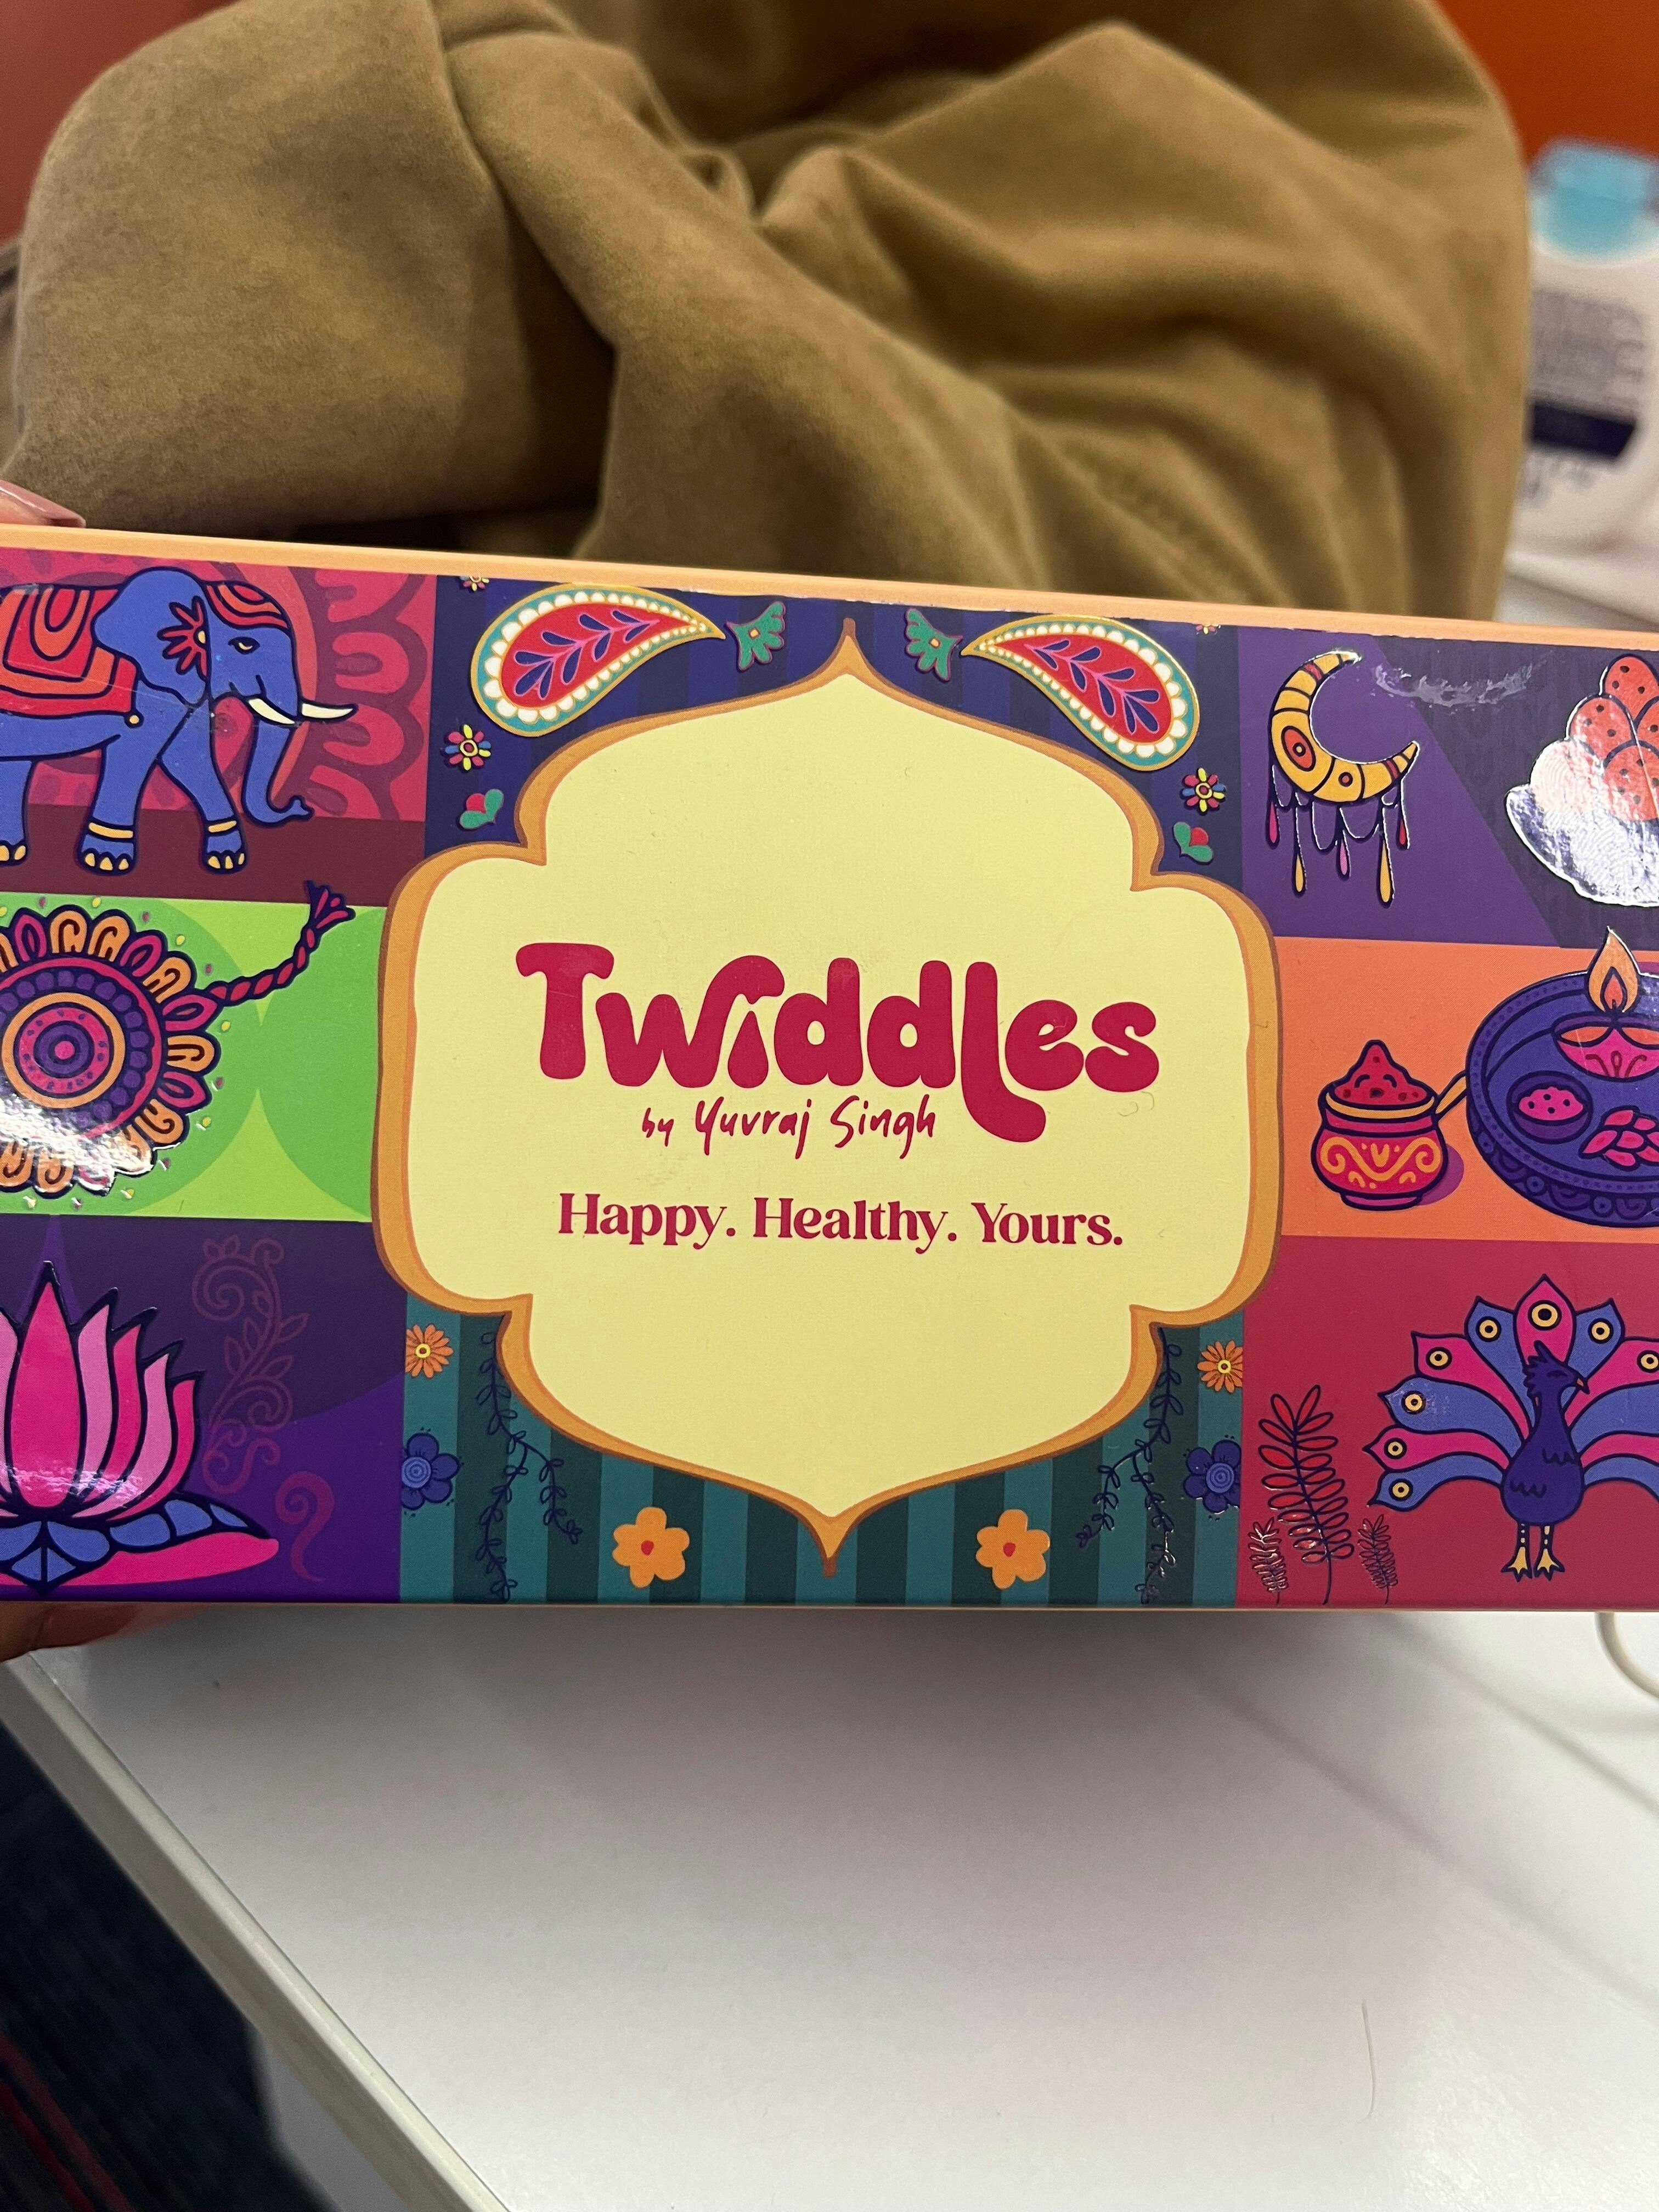 Twiddles
by Yuvraj Singh
Happy. Healthy. Yours.